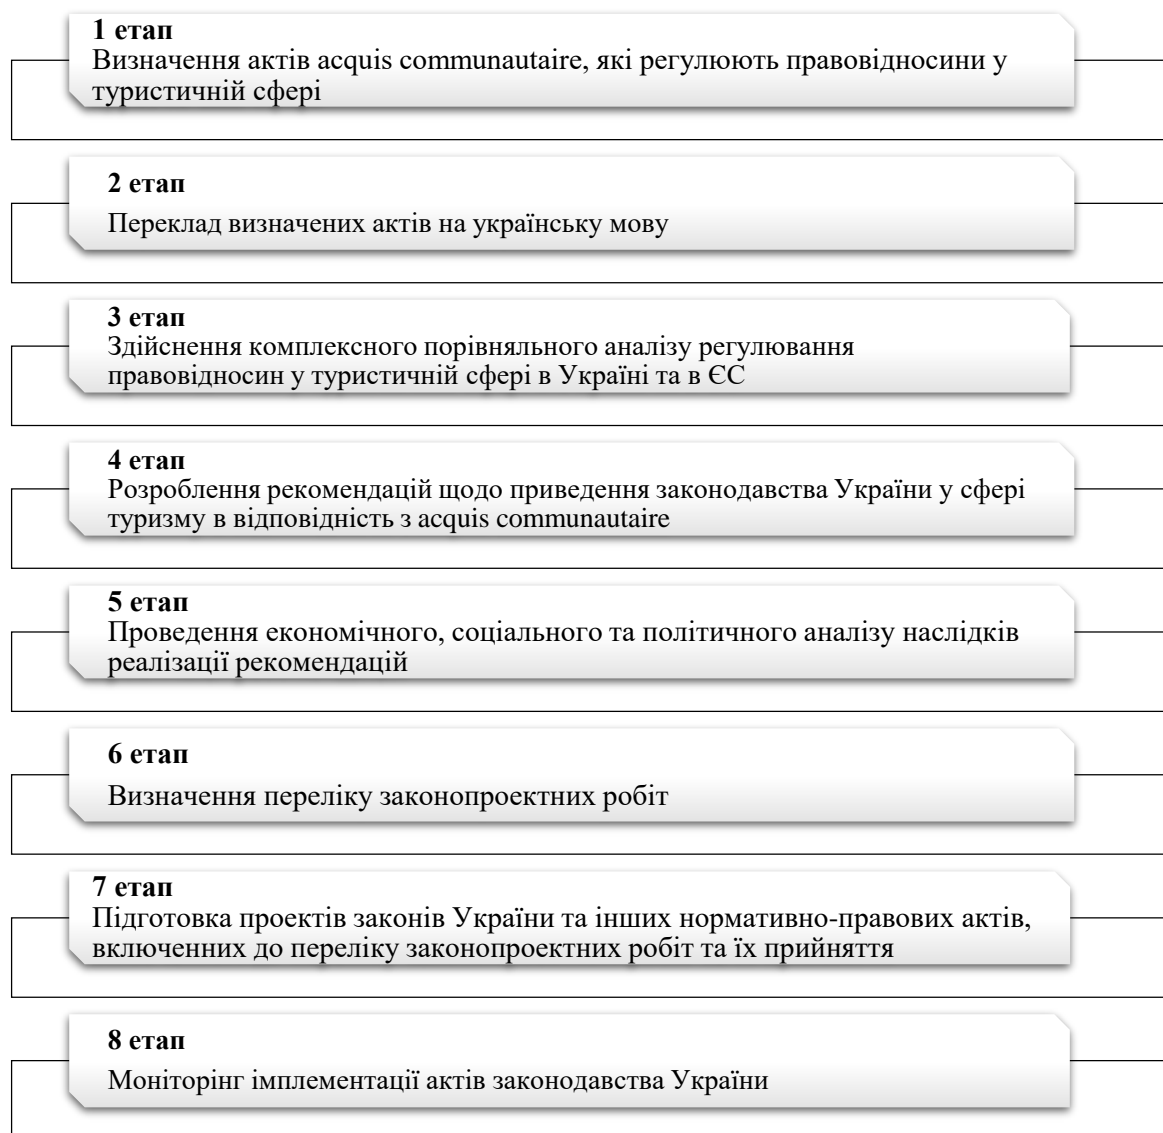 1 етап
Визначення актів acquis communautaire, які регулюють правовідносини у
туристичній сфері
2 етап
Переклад визначених актів на українську мову
3 етап
Здійснення комплексного порівняльного аналізу регулювання
правовідносин у туристичній сфері в Україні та в ЄС
4 етап
Розроблення рекомендацій щодо приведення законодавства України у сфері
туризму в відповідність з acquis communautaire
5 етап
Проведення економічного, соціального та політичного аналізу наслідків
реалізації рекомендацій
6 етап
Визначення переліку законопроектних робіт
7 етап
Підготовка проектів законів України та інших нормативно-правових актів,
включенних до переліку законопроектних робіт та їх прийняття
8 етап
Моніторінг імплементації актів законодавства України